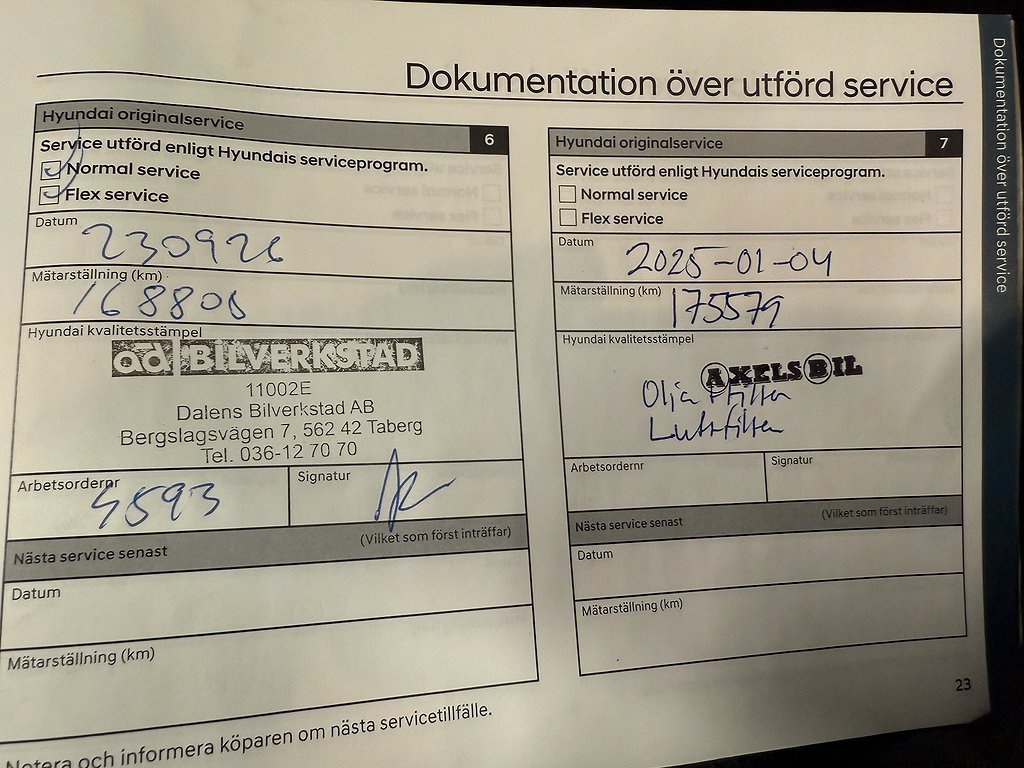 Dokumentation över utförd service
Hyundai originalservice 6
Service utförd enligt Hyundais serviceprogram.
Normal service
Flex service
Datum
230926
Mätarställning (km)
168800
Hyundai kvalitetsstämpel
ad BILVERKSTAD
11002E
Dalens Bilverkstad AB
Bergslagsvägen 7, 562 42 Taberg
Tel. 036-12 70 70
Arbetsordernr Signatur
4593
Nästa service senast (Vilket som först inträffar)
Datum
Mätarställning (km)
Hyundai originalservice 7
Service utförd enligt Hyundais serviceprogram.
Normal service
Flex service
Datum
2025-01-04
Mätarställning (km)
175579
Hyundai kvalitetsstämpel
AXELS BIL
Olja Filter
Luftfilter
Arbetsordernr Signatur
Nästa service senast (Vilket som först inträffar)
Datum
Mätarställning (km)
23
Notera och informera köparen om nästa servicetillfälle.
Dokumentation över utförd service